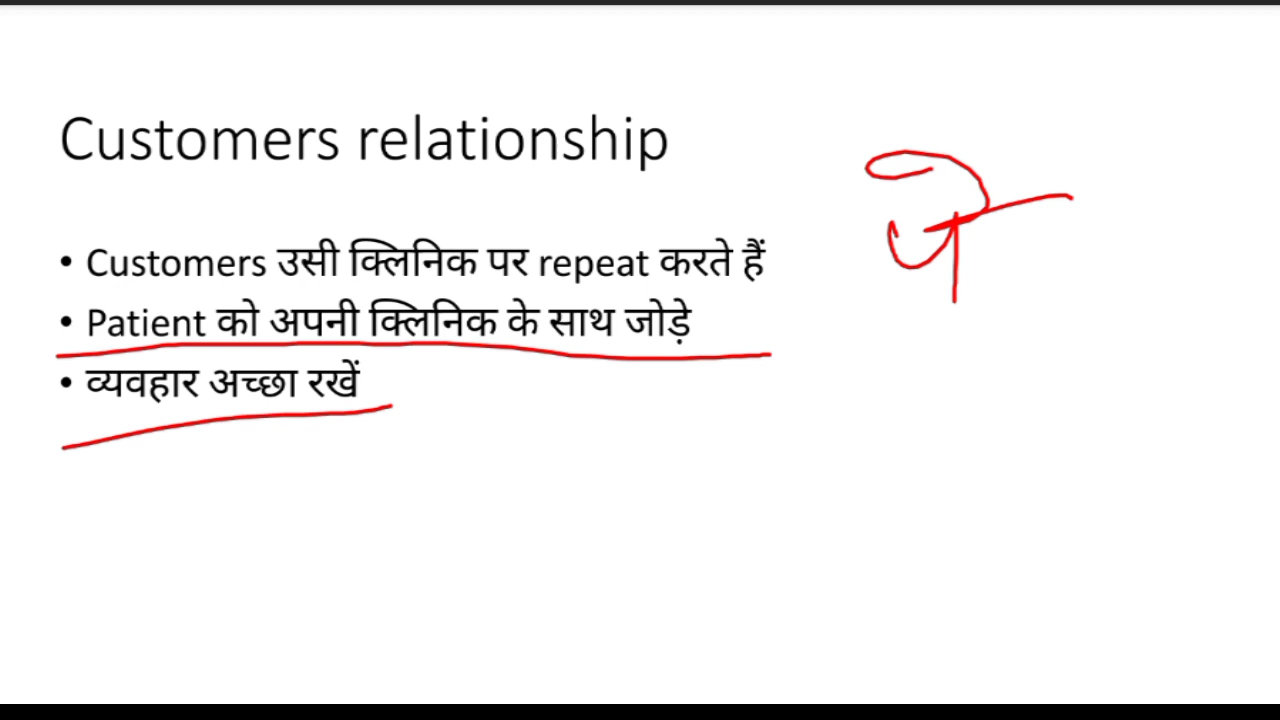 Customers relationship
• Customers उसी क्लिनिक पर repeat करते हैं
• Patient को अपनी क्लिनिक के साथ जोड़े
• व्यवहार अच्छा रखें